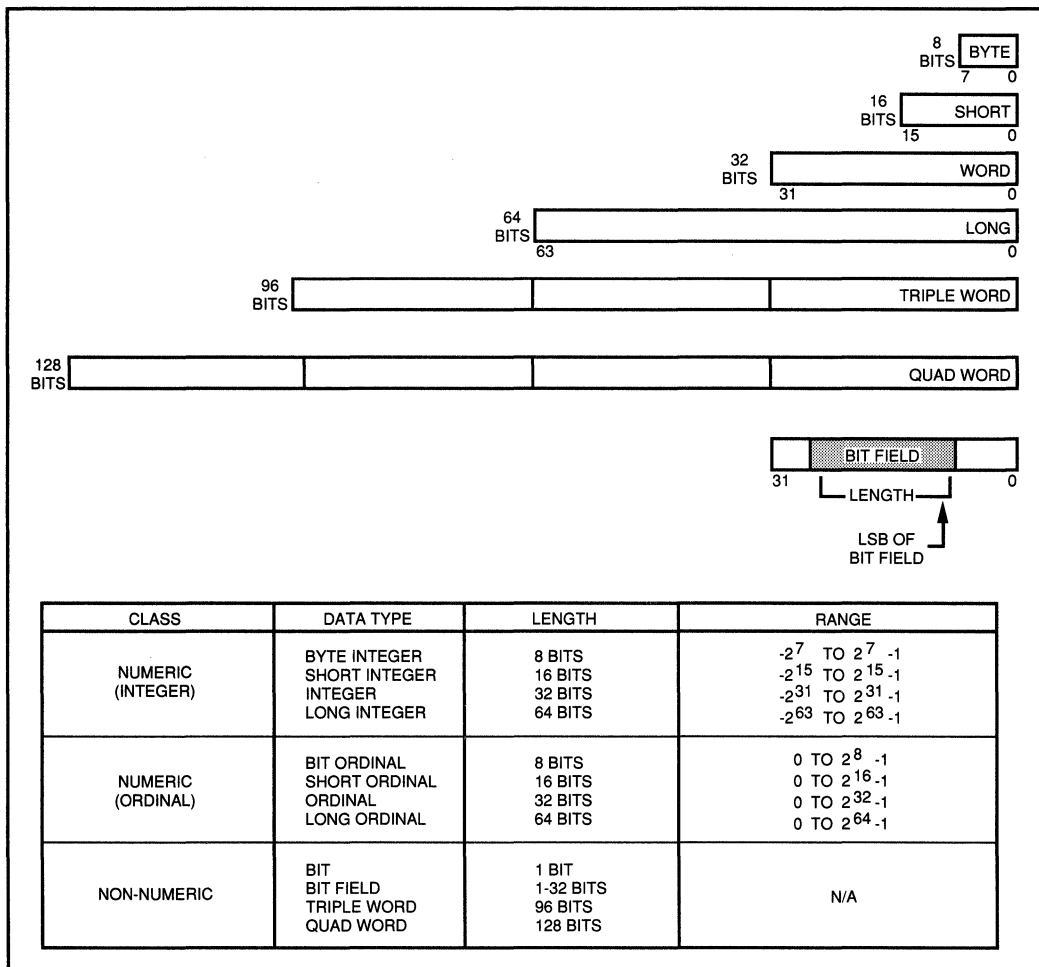 8 BITS BYTE
7 0
16 BITS SHORT
15 0
32 BITS WORD
31 0
64 BITS LONG
63 0
96 BITS TRIPLE WORD
128 BITS QUAD WORD
BIT FIELD
31 0
LENGTH
LSB OF
BIT FIELD
CLASS DATA TYPE LENGTH RANGE
NUMERIC (INTEGER)
BYTE INTEGER 8 BITS -2^7 TO 2^7 -1
SHORT INTEGER 16 BITS -2^15 TO 2^15 -1
INTEGER 32 BITS -2^31 TO 2^31 -1
LONG INTEGER 64 BITS -2^63 TO 2^63 -1
NUMERIC (ORDINAL)
BIT ORDINAL 8 BITS 0 TO 2^8 -1
SHORT ORDINAL 16 BITS 0 TO 2^16 -1
ORDINAL 32 BITS 0 TO 2^32 -1
LONG ORDINAL 64 BITS 0 TO 2^64 -1
NON-NUMERIC
BIT 1 BIT
BIT FIELD 1-32 BITS
TRIPLE WORD 96 BITS
QUAD WORD 128 BITS
N/A